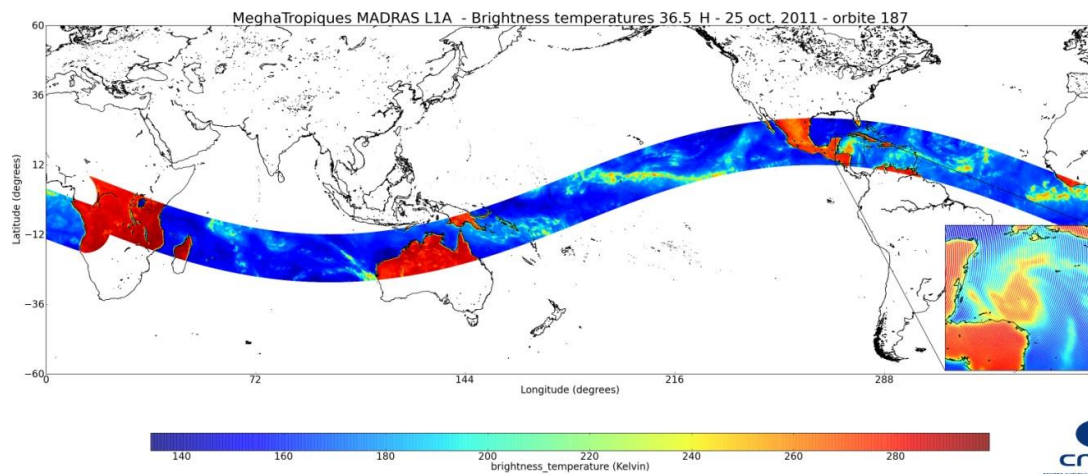 MeghaTropiques MADRAS L1A - Brightness temperatures 36.5 H - 25 oct. 2011 - orbite 187
60
36
12
−12
−36
−60
Latitude (degrees)
0 72 144 216 288
Longitude (degrees)
140 160 180 200 220 240 260 280
brightness_temperature (Kelvin)